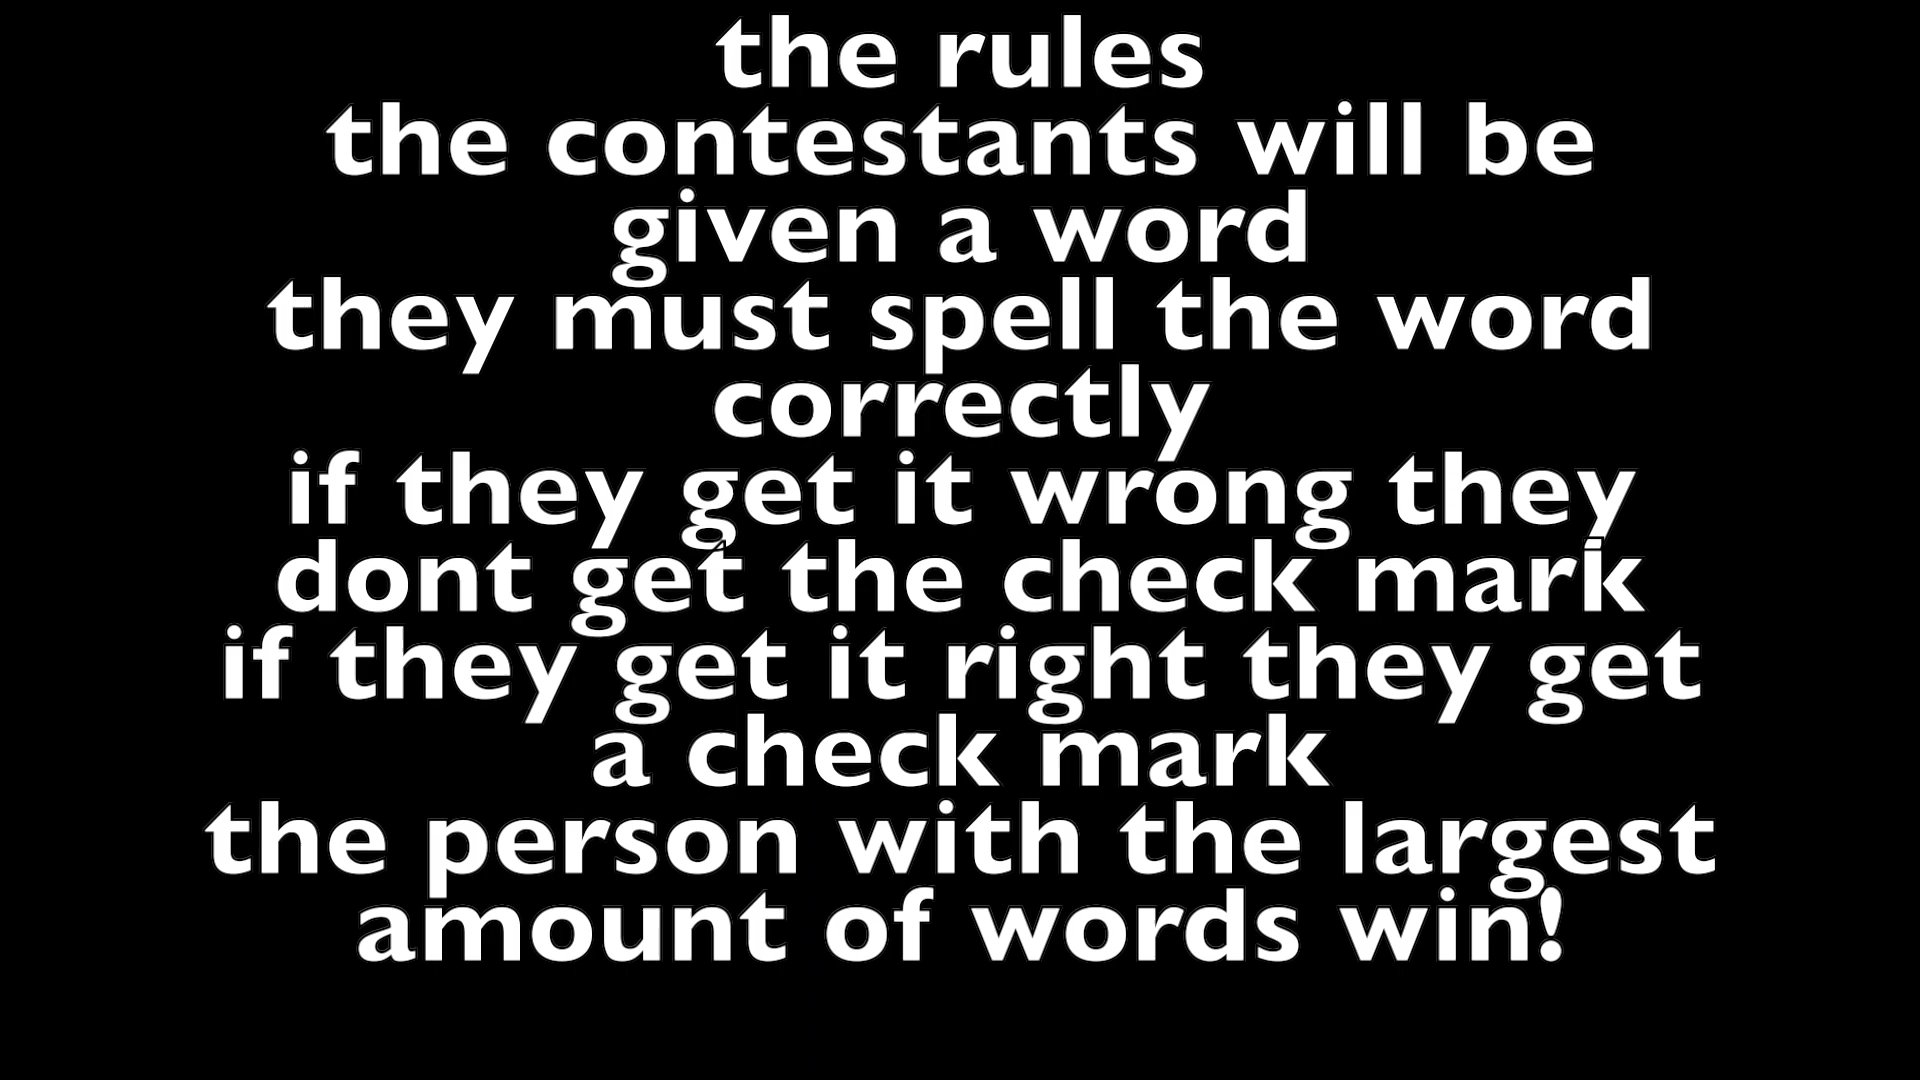 the rules
the contestants will be
given a word
they must spell the word
correctly
if they get it wrong they
dont get the check mark
if they get it right they get
a check mark
the person with the largest
amount of words win!